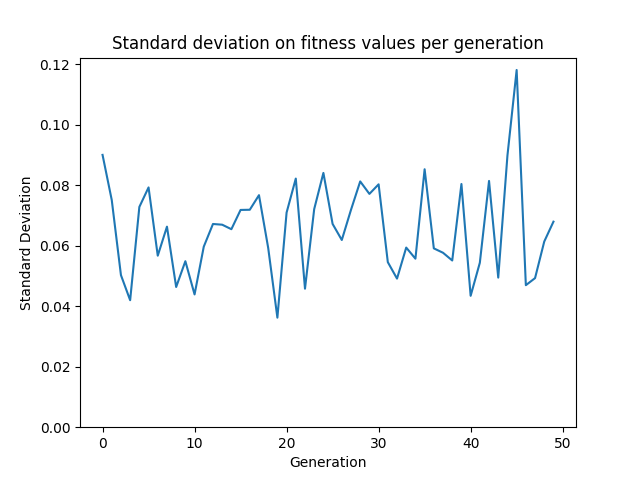 Standard deviation on fitness values per generation
0.12
0.10
0.08
0.06
0.04
0.02
0.00
Standard Deviation
0 10 20 30 40 50
Generation